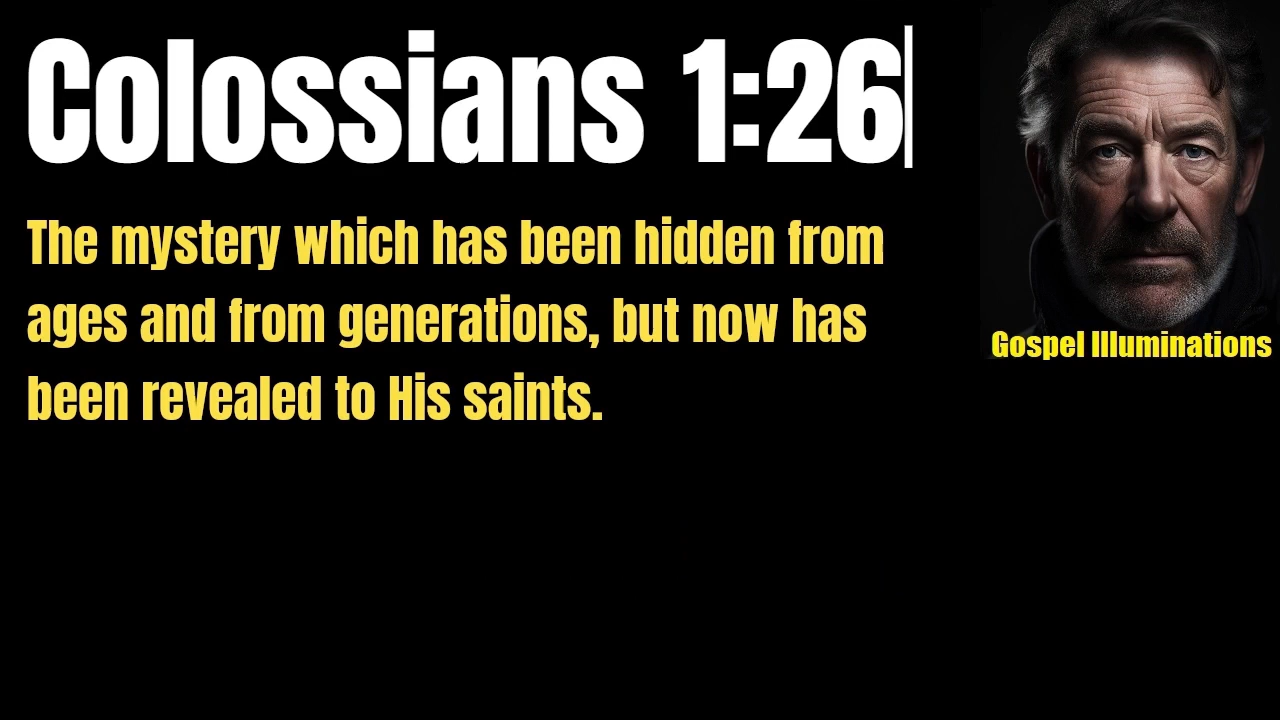 Colossians 1:26
The mystery which has been hidden from
ages and from generations, but now has
been revealed to His saints.
Gospel Illuminations